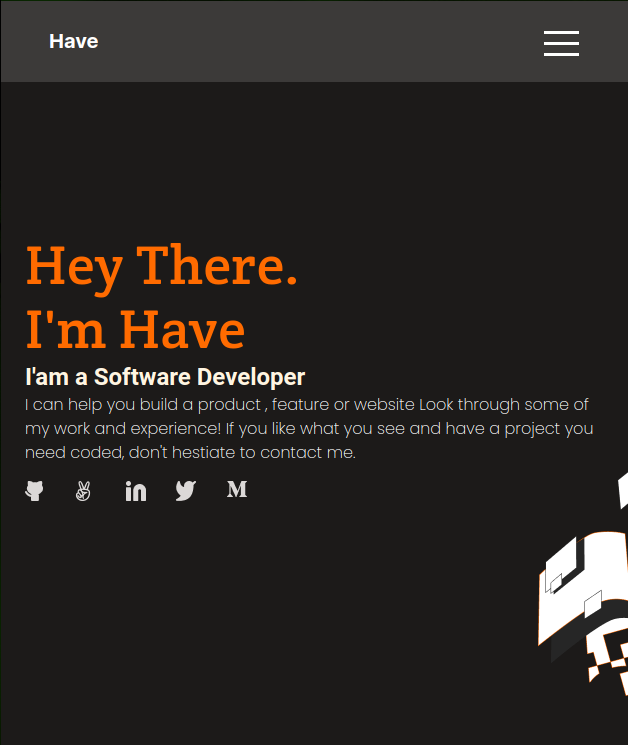 Have
Hey There.
I'm Have
I'am a Software Developer
I can help you build a product , feature or website Look through some of
my work and experience! If you like what you see and have a project you
need coded, don't hestiate to contact me.